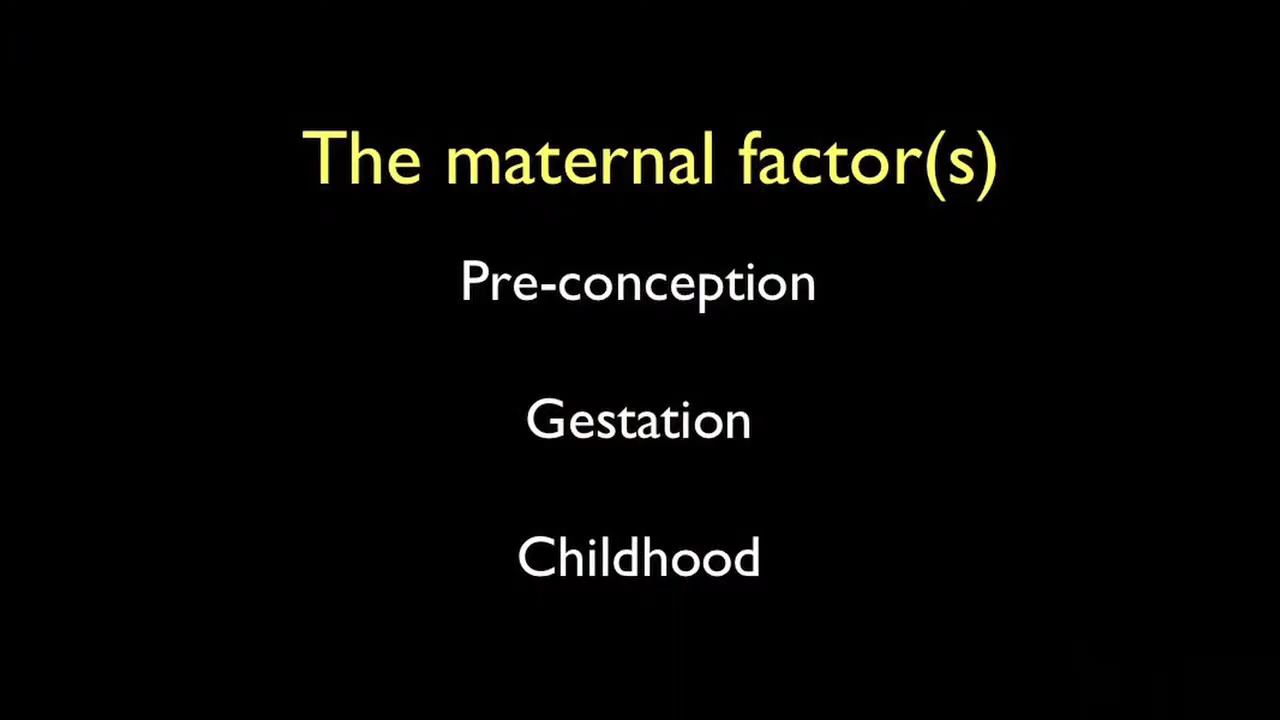 The maternal factor(s)
Pre-conception
Gestation
Childhood